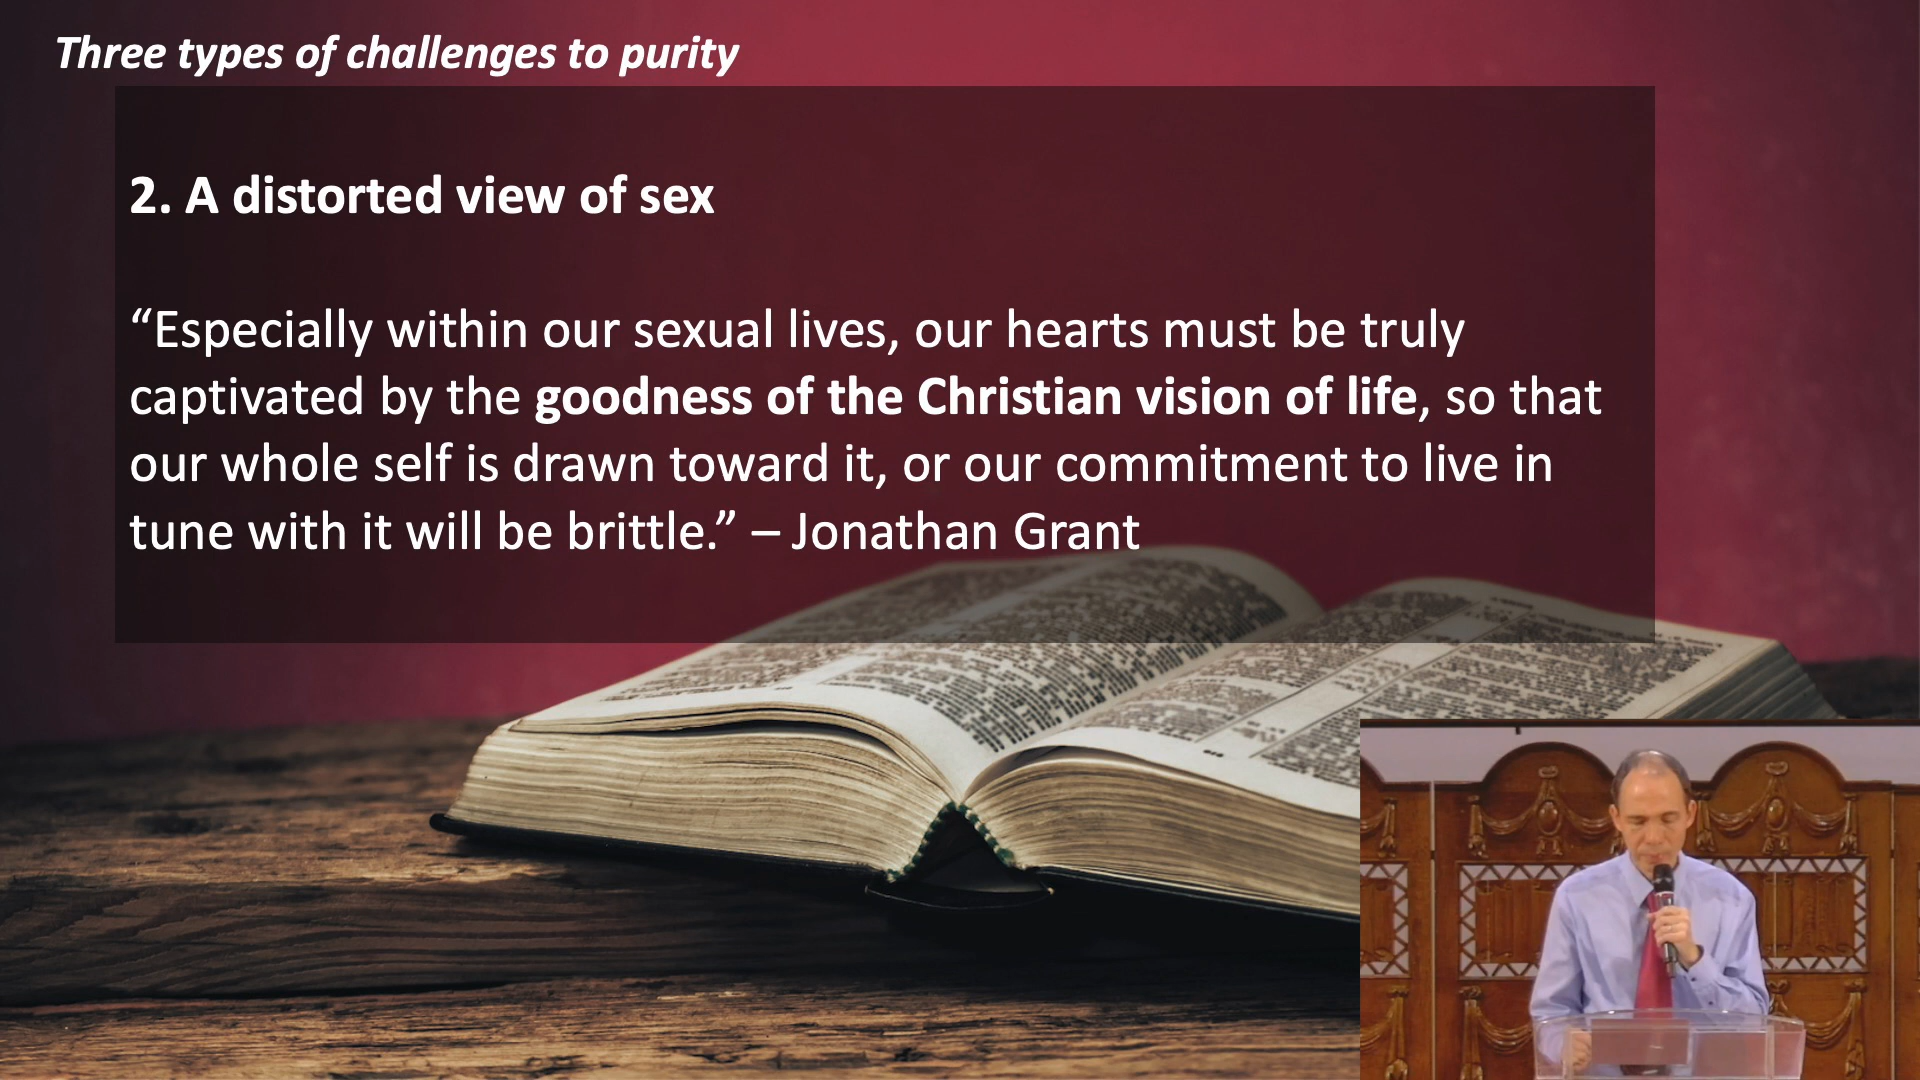 Three types of challenges to purity
2. A distorted view of sex
“Especially within our sexual lives, our hearts must be truly
captivated by the goodness of the Christian vision of life, so that
our whole self is drawn toward it, or our commitment to live in
tune with it will be brittle.” – Jonathan Grant